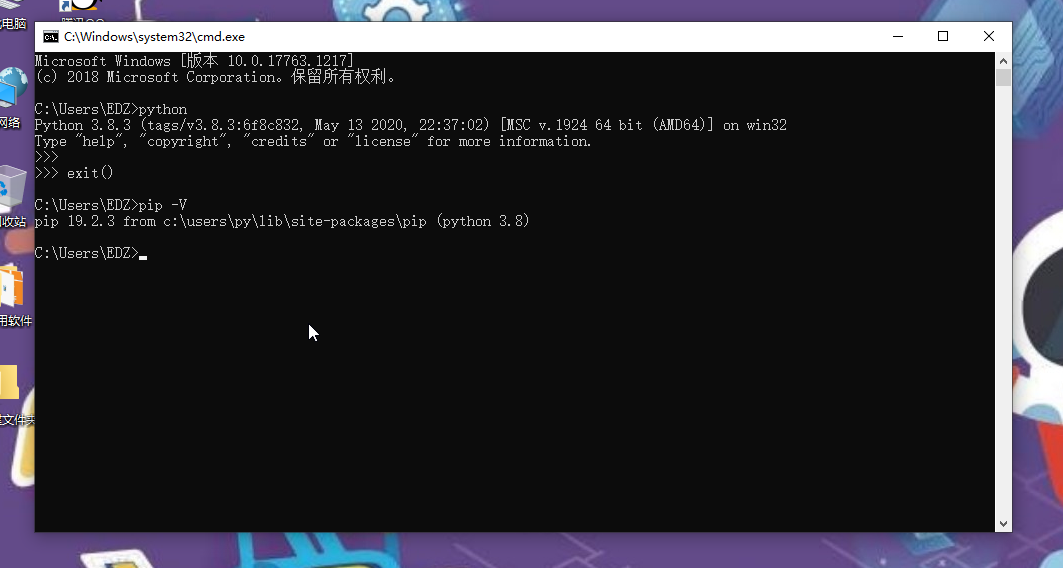 电脑
C:\Windows\system32\cmd.exe
Microsoft Windows [版本 10.0.17763.1217]
(c) 2018 Microsoft Corporation。保留所有权利。
网络
C:\Users\EDZ>python
Python 3.8.3 (tags/v3.8.3:6f8c832, May 13 2020, 22:37:02) [MSC v.1924 64 bit (AMD64)] on win32
Type "help", "copyright", "credits" or "license" for more information.
>>>
>>> exit()
C:\Users\EDZ>pip -V
回收站
pip 19.2.3 from c:\users\py\lib\site-packages\pip (python 3.8)
C:\Users\EDZ>
用软件
文件夹